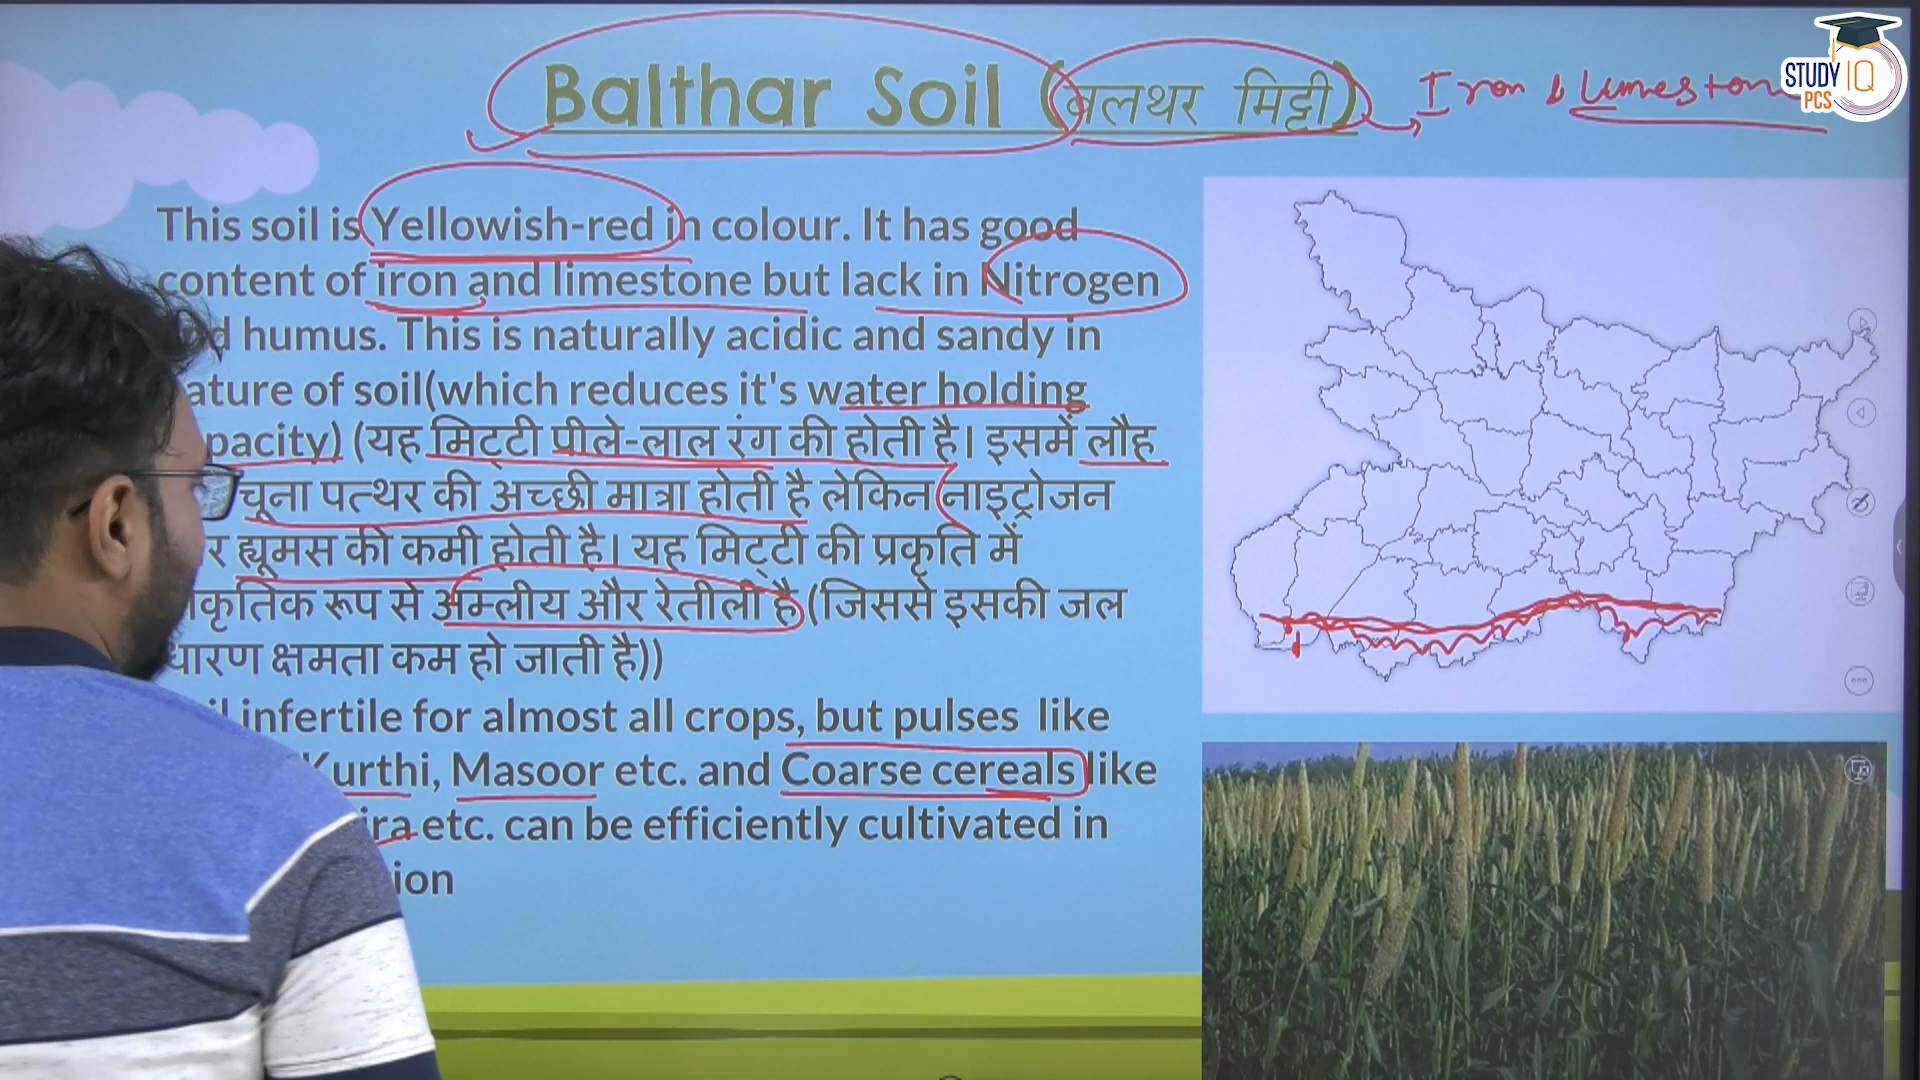 Balthar Soil (बलथर मिट्टी)
Iron & limestone
STUDY IQ
PCS
This soil is Yellowish-red in colour. It has good
content of iron and limestone but lack in Nitrogen
humus. This is naturally acidic and sandy in
ature of soil(which reduces it's water holding
pacity) (यह मिट्टी पीले-लाल रंग की होती है। इसमें लौह
चूना पत्थर की अच्छी मात्रा होती है लेकिन नाइट्रोजन
र ह्यूमस की कमी होती है। यह मिट्टी की प्रकृति में
कृतिक रूप से अम्लीय और रेतीली है (जिससे इसकी जल
धारण क्षमता कम हो जाती है))
infertile for almost all crops, but pulses like
Kurthi, Masoor etc. and Coarse cereals like
ra etc. can be efficiently cultivated in
ion